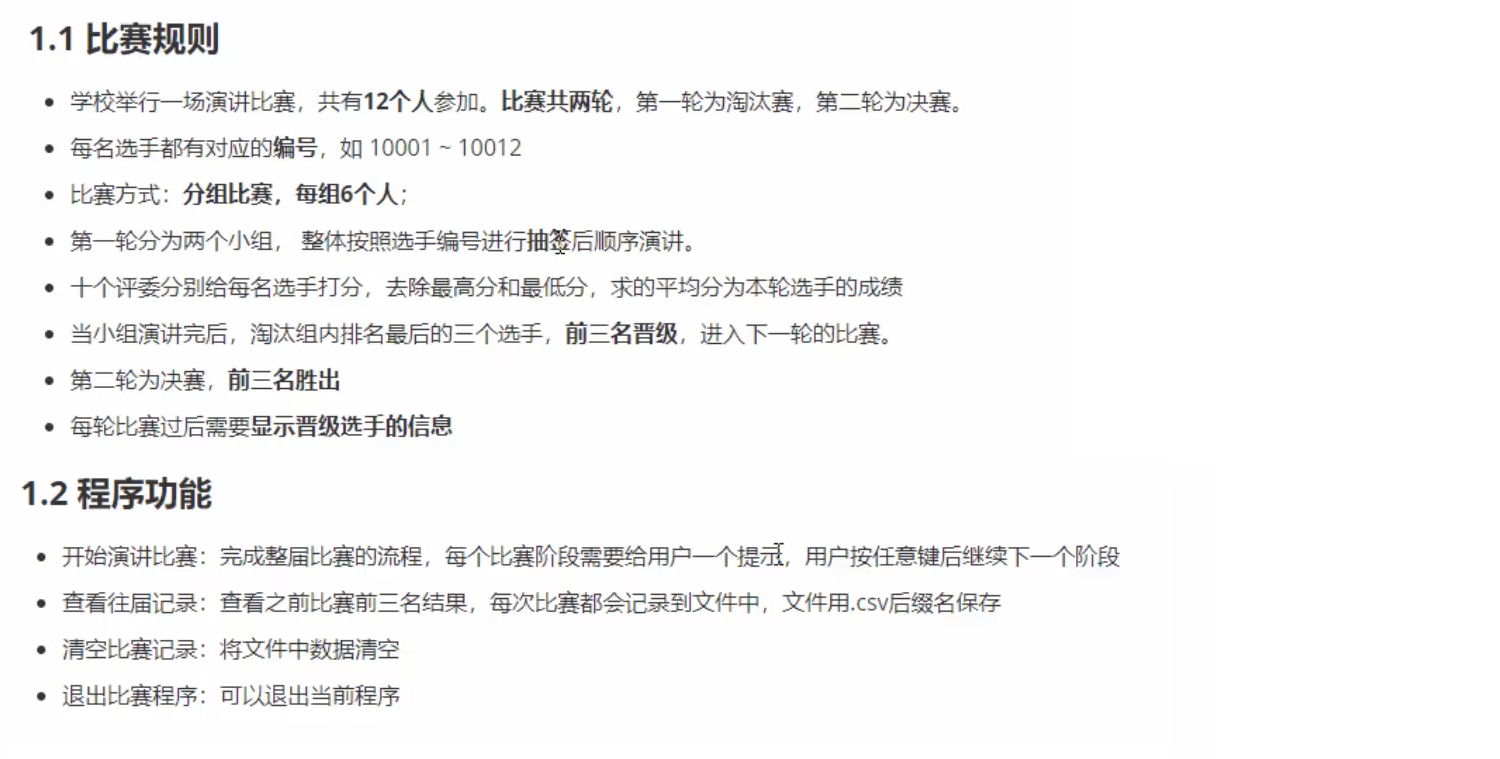 1.1 比赛规则
学校举行一场演讲比赛，共有12个人参加。比赛共两轮，第一轮为淘汰赛，第二轮为决赛。
每名选手都有对应的编号，如 10001 ~ 10012
比赛方式：分组比赛，每组6个人；
第一轮分为两个小组， 整体按照选手编号进行抽签后顺序演讲。
十个评委分别给每名选手打分，去除最高分和最低分，求的平均分为本轮选手的成绩
当小组演讲完后，淘汰组内排名最后的三个选手，前三名晋级，进入下一轮的比赛。
第二轮为决赛，前三名胜出
每轮比赛过后需要显示晋级选手的信息
1.2 程序功能
开始演讲比赛：完成整届比赛的流程，每个比赛阶段需要给用户一个提示，用户按任意键后继续下一个阶段
查看往届记录：查看之前比赛前三名结果，每次比赛都会记录到文件中，文件用.csv后缀名保存
清空比赛记录：将文件中数据清空
退出比赛程序：可以退出当前程序